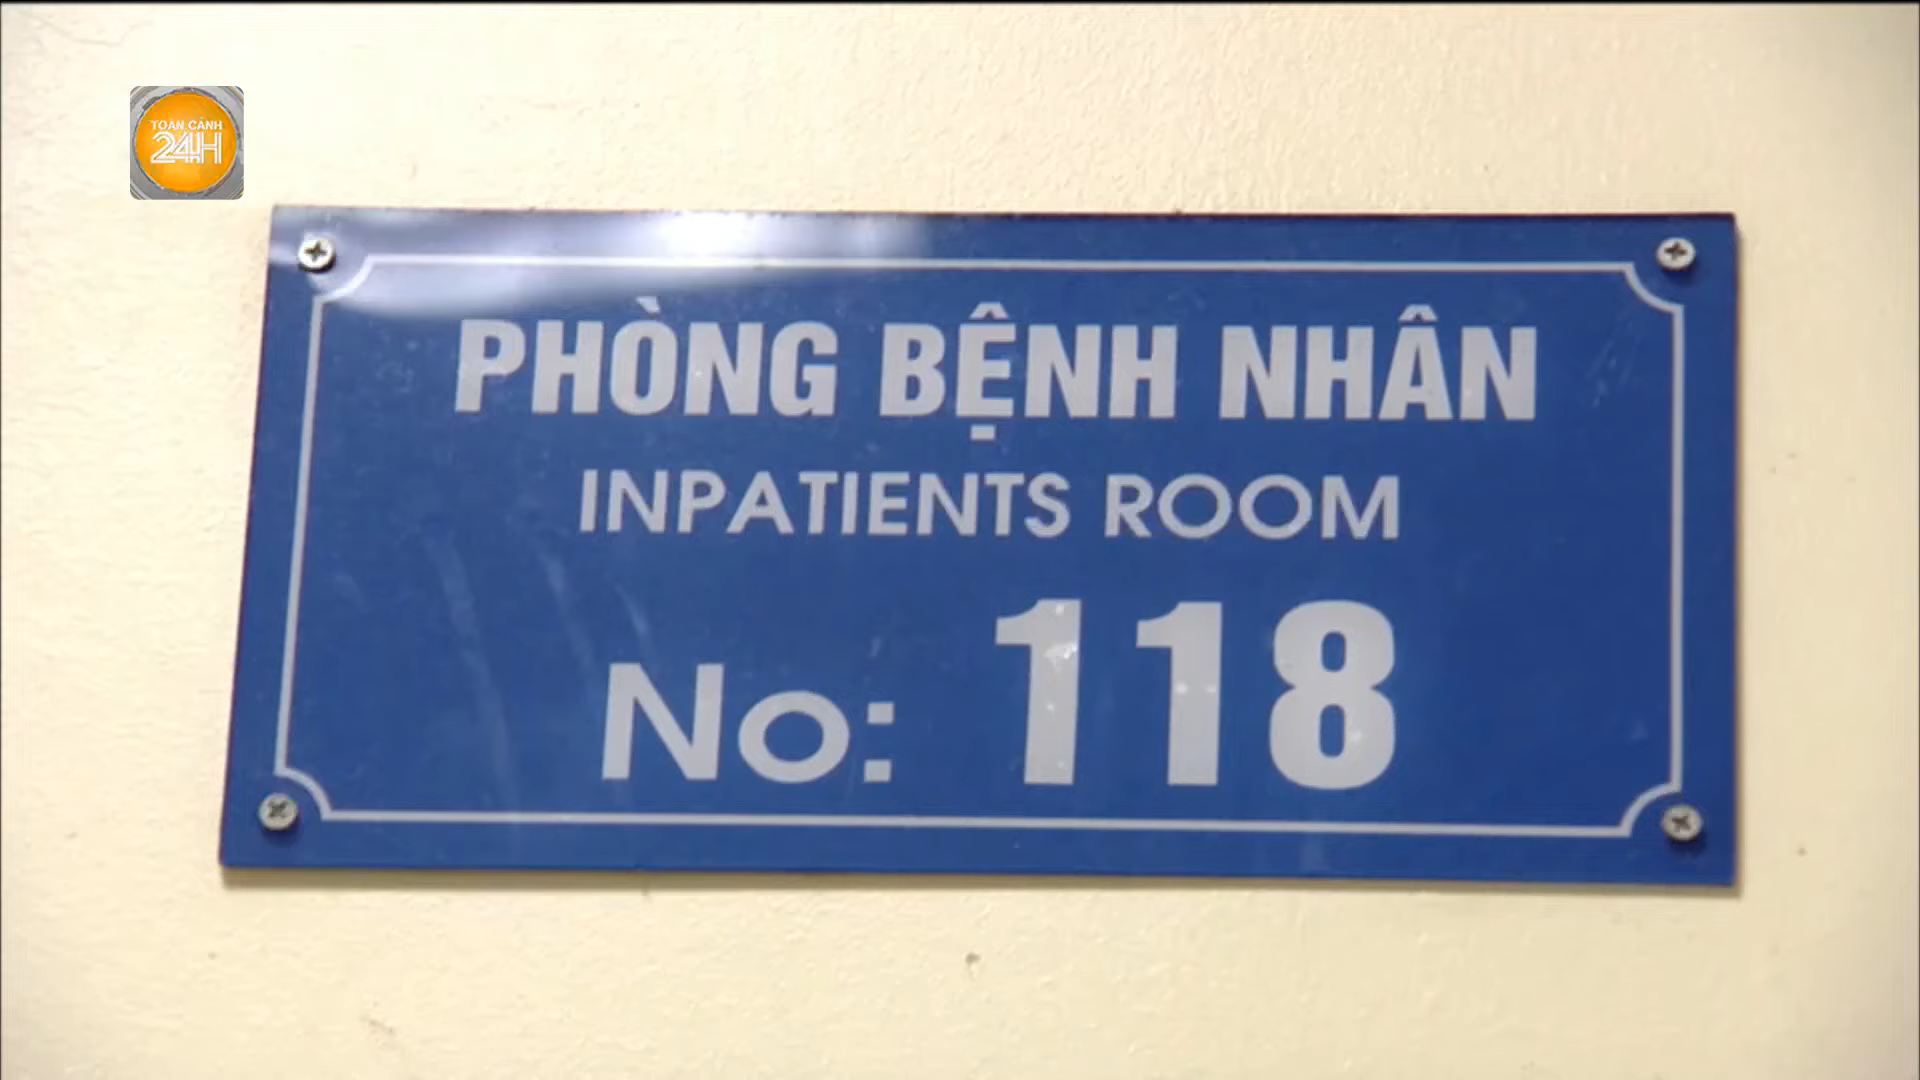 TOÀN CẢNH
24H
PHÒNG BỆNH NHÂN
INPATIENTS ROOM
No: 118